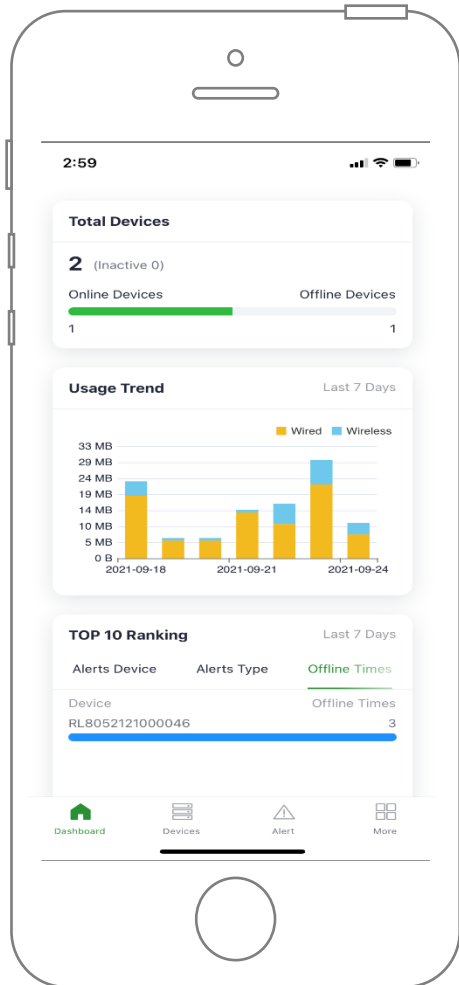 2:59
Total Devices
2 (Inactive 0)
Online Devices Offline Devices
1 1
Usage Trend Last 7 Days
Wired Wireless
33 MB
29 MB
24 MB
19 MB
14 MB
10 MB
5 MB
0 B
2021-09-18 2021-09-21 2021-09-24
TOP 10 Ranking Last 7 Days
Alerts Device Alerts Type Offline Times
Device Offline Times
RL8052121000046 3
Dashboard Devices Alert More